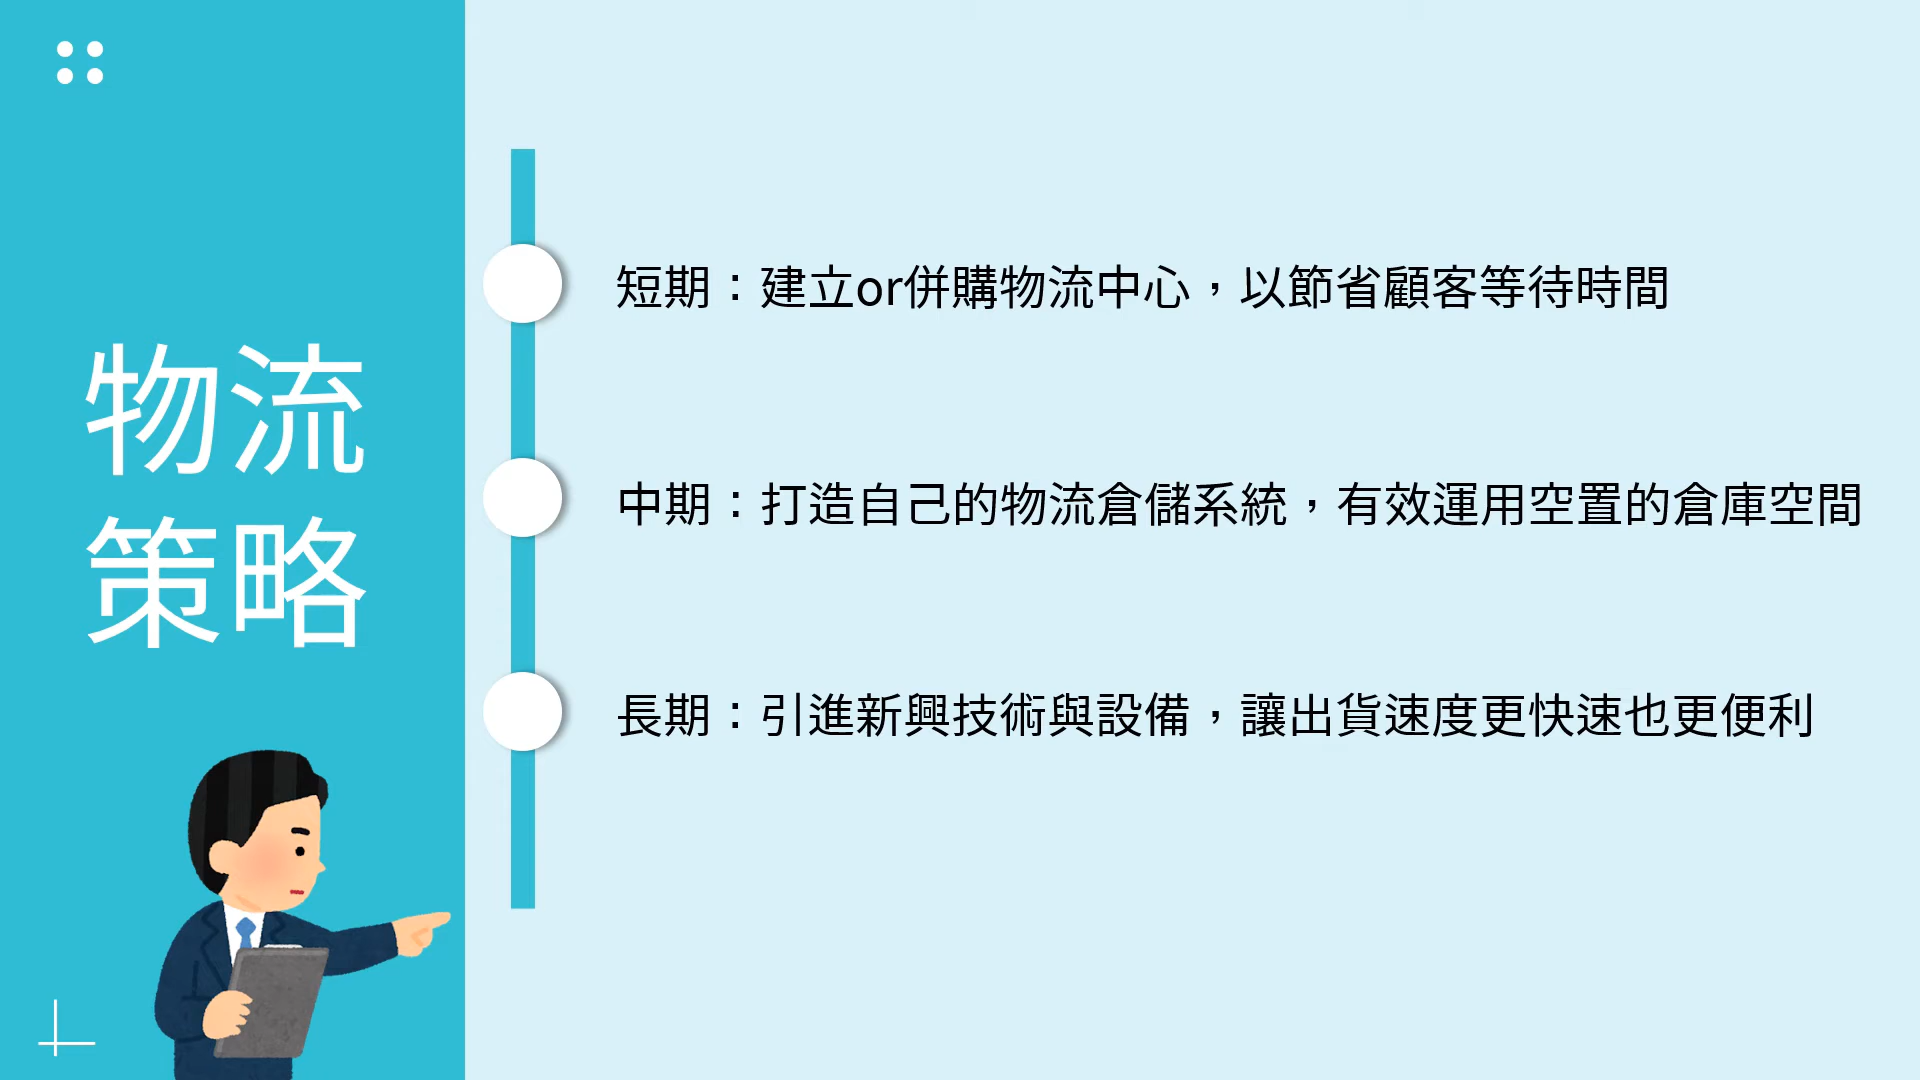 物流
策略
短期：建立or併購物流中心，以節省顧客等待時間
中期：打造自己的物流倉儲系統，有效運用空置的倉庫空間
長期：引進新興技術與設備，讓出貨速度更快速也更便利